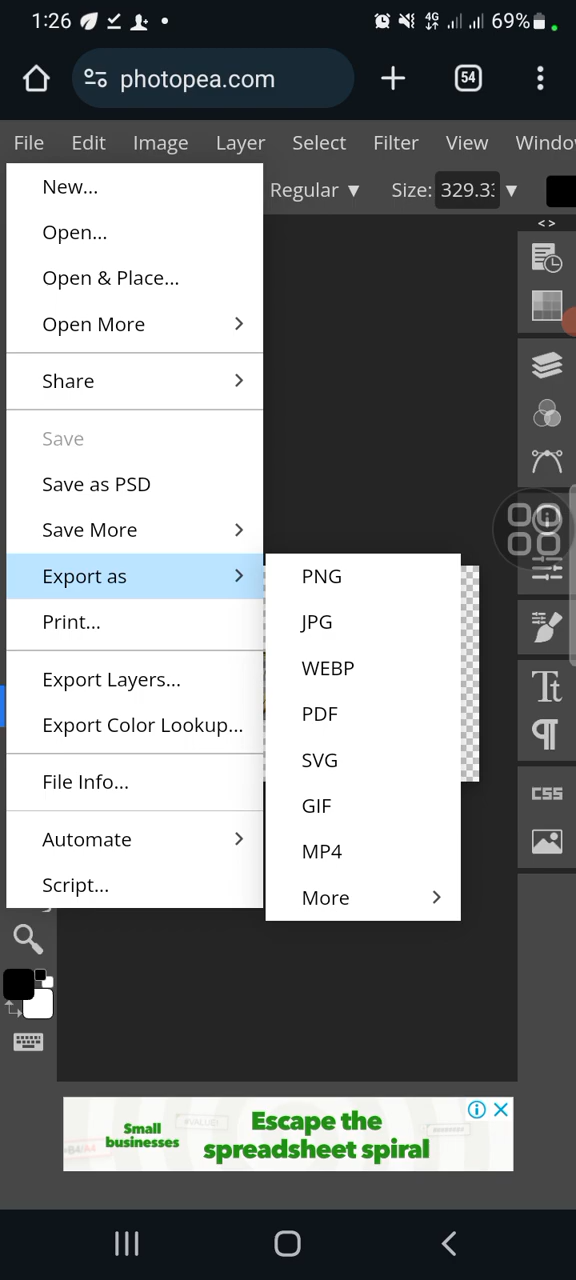 1:26
4G
69%
photopea.com
54
File Edit Image Layer Select Filter View Windo
Regular ▼ Size: 329.3 ▼
New...
< >
Open...
Open & Place...
Open More
Share
Save
Save as PSD
Save More
Export as
PNG
Print...
JPG
WEBP
Export Layers...
PDF
Tt
Export Color Lookup...
SVG
File Info...
GIF
CSS
Automate
MP4
Script...
More
Small
businesses
Escape the
spreadsheet spiral